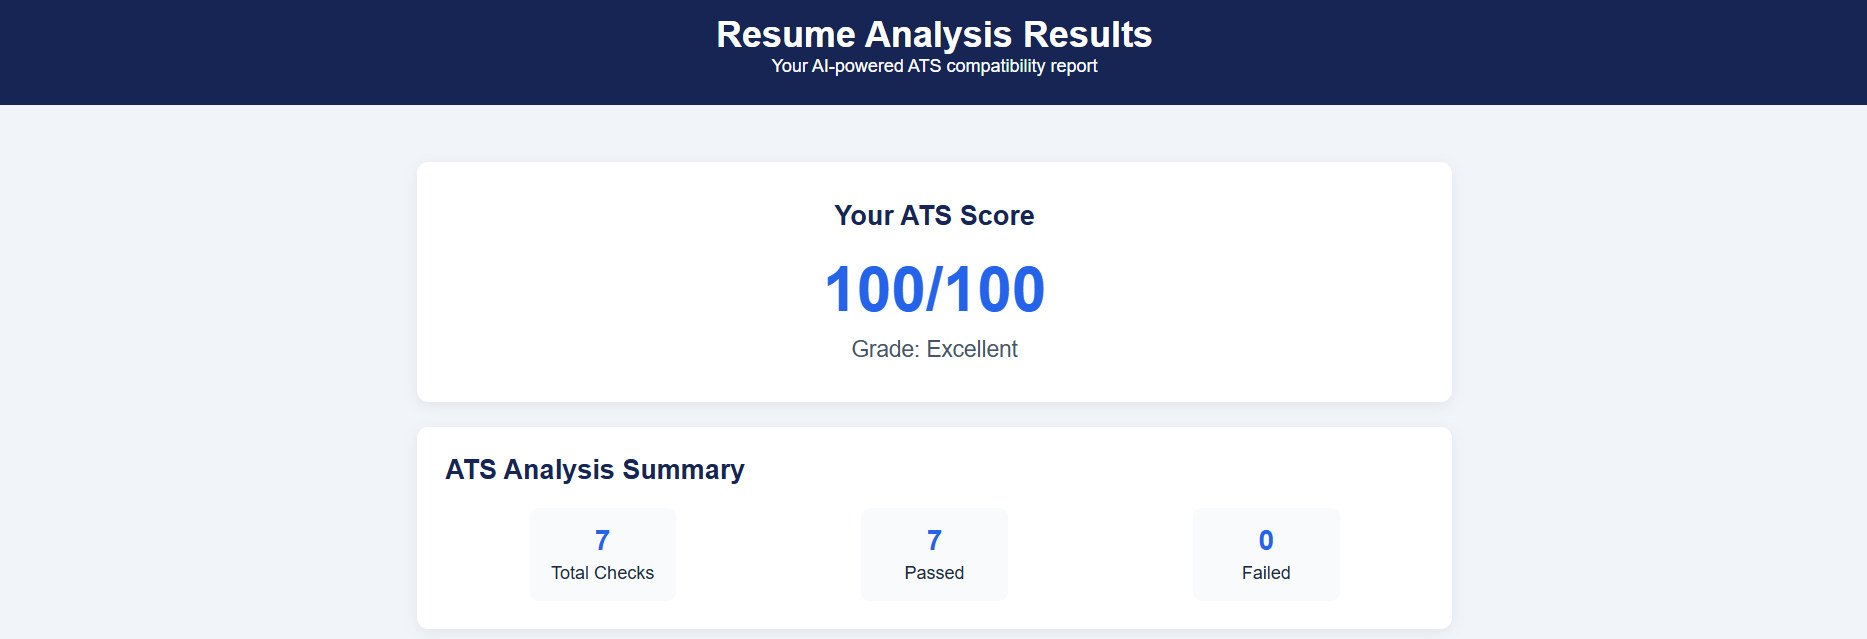 Resume Analysis Results
Your AI-powered ATS compatibility report
Your ATS Score
100/100
Grade: Excellent
ATS Analysis Summary
7
Total Checks
7
Passed
0
Failed